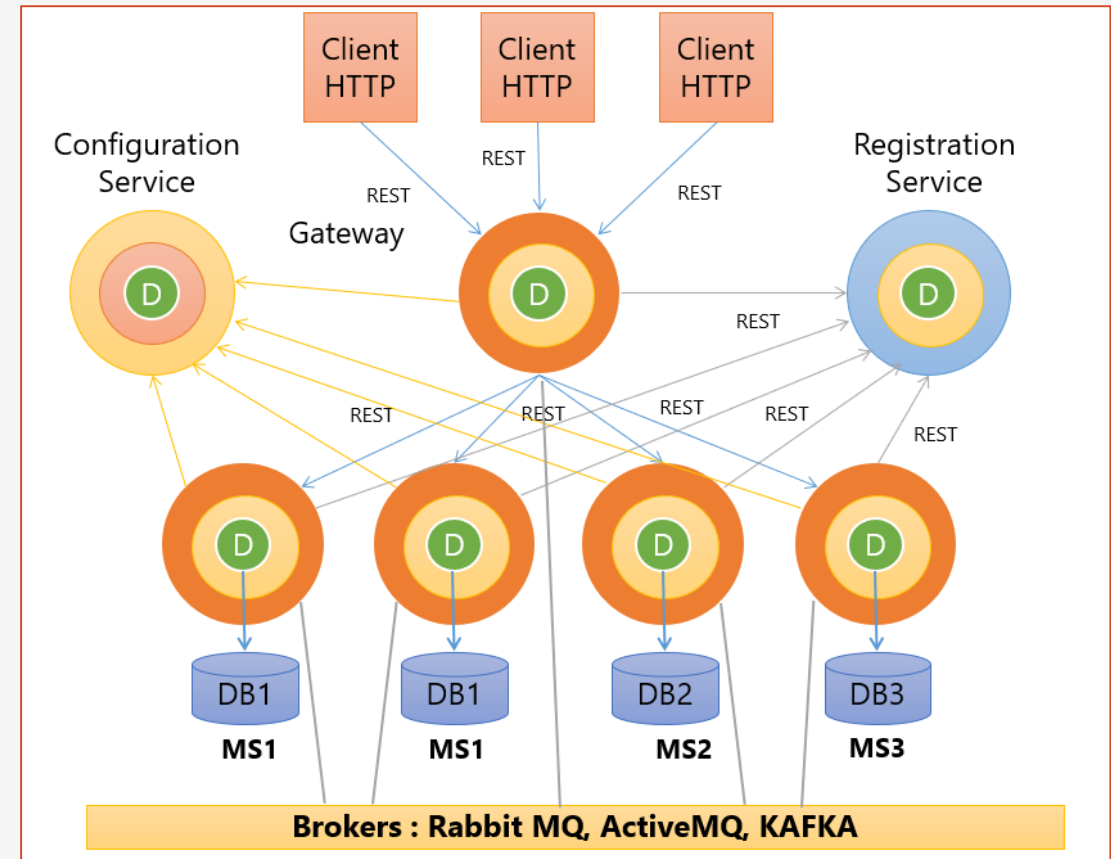 Client
HTTP
Client
HTTP
Client
HTTP
Configuration
Service
Registration
Service
REST
REST
REST
Gateway
D
D
D
REST
REST
REST
REST
REST
REST
D
D
D
D
DB1
DB1
DB2
DB3
MS1
MS1
MS2
MS3
Brokers : Rabbit MQ, ActiveMQ, KAFKA